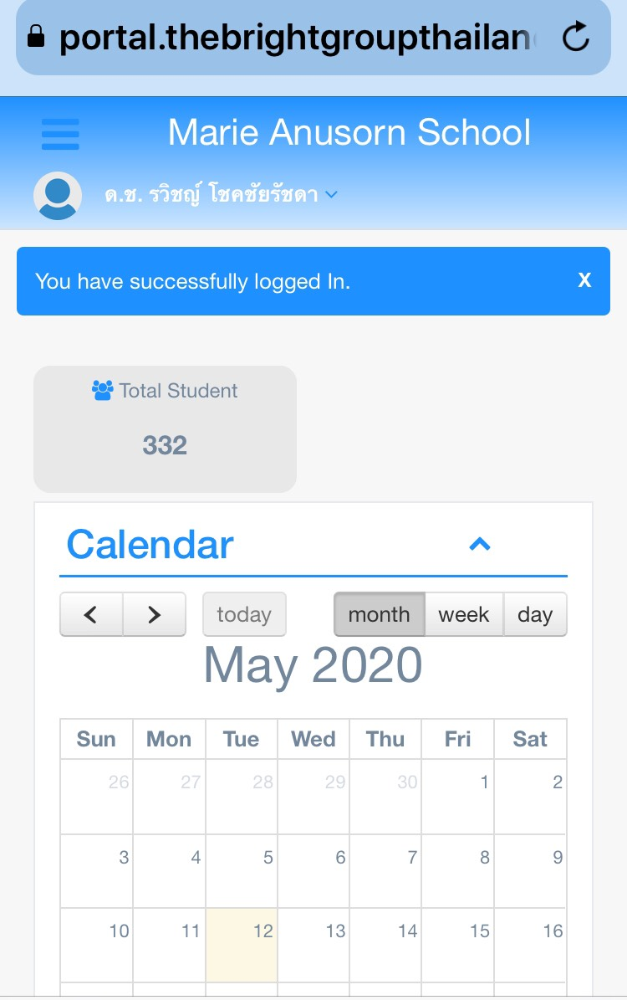 portal.thebrightgroupthailan
Marie Anusorn School
ด.ช. รวิชญ์ โชคชัยรัชดา
You have successfully logged In. X
Total Student
332
Calendar
today month week day
May 2020
Sun Mon Tue Wed Thu Fri Sat
26 27 28 29 30 1 2
3 4 5 6 7 8 9
10 11 12 13 14 15 16